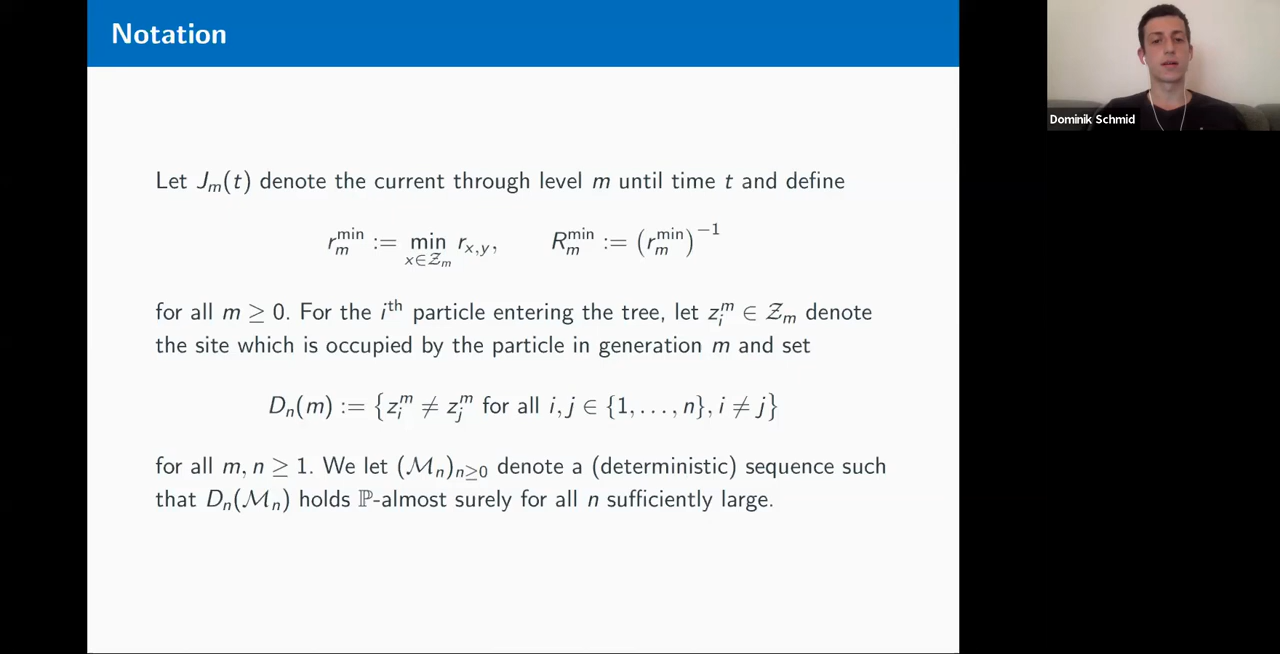 Notation
Let J_m(t) denote the current through level m until time t and define
r_m^min := min_{x∈𝒵_m} r_{x,y},    R_m^min := (r_m^min)^{-1}
for all m ≥ 0. For the i^th particle entering the tree, let z_i^m ∈ 𝒵_m denote
the site which is occupied by the particle in generation m and set
D_n(m) := {z_i^m ≠ z_j^m for all i, j ∈ {1, . . . , n}, i ≠ j}
for all m, n ≥ 1. We let (ℳ_n)_{n≥0} denote a (deterministic) sequence such
that D_n(ℳ_n) holds ℙ-almost surely for all n sufficiently large.
Dominik Schmid